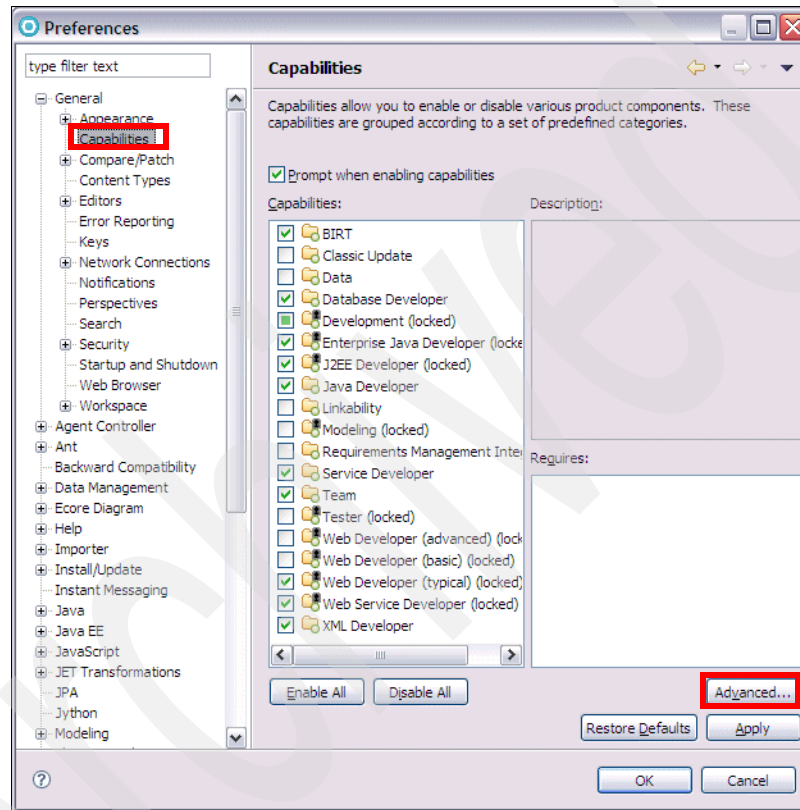 Preferences
type filter text
General
Appearance
Capabilities
Compare/Patch
Content Types
Editors
Error Reporting
Keys
Network Connections
Notifications
Perspectives
Search
Security
Startup and Shutdown
Web Browser
Workspace
Agent Controller
Ant
Backward Compatibility
Data Management
Ecore Diagram
Help
Importer
Install/Update
Instant Messaging
Java
Java EE
JavaScript
JET Transformations
JPA
Jython
Modeling
Capabilities
Capabilities allow you to enable or disable various product components. These
capabilities are grouped according to a set of predefined categories.
Prompt when enabling capabilities
Capabilities:
BIRT
Classic Update
Data
Database Developer
Development (locked)
Enterprise Java Developer (locke
J2EE Developer (locked)
Java Developer
Linkability
Modeling (locked)
Requirements Management Inte
Service Developer
Team
Tester (locked)
Web Developer (advanced) (lock
Web Developer (basic) (locked)
Web Developer (typical) (locked)
Web Service Developer (locked)
XML Developer
Description:
Requires:
Enable All
Disable All
Advanced...
Restore Defaults
Apply
?
OK
Cancel